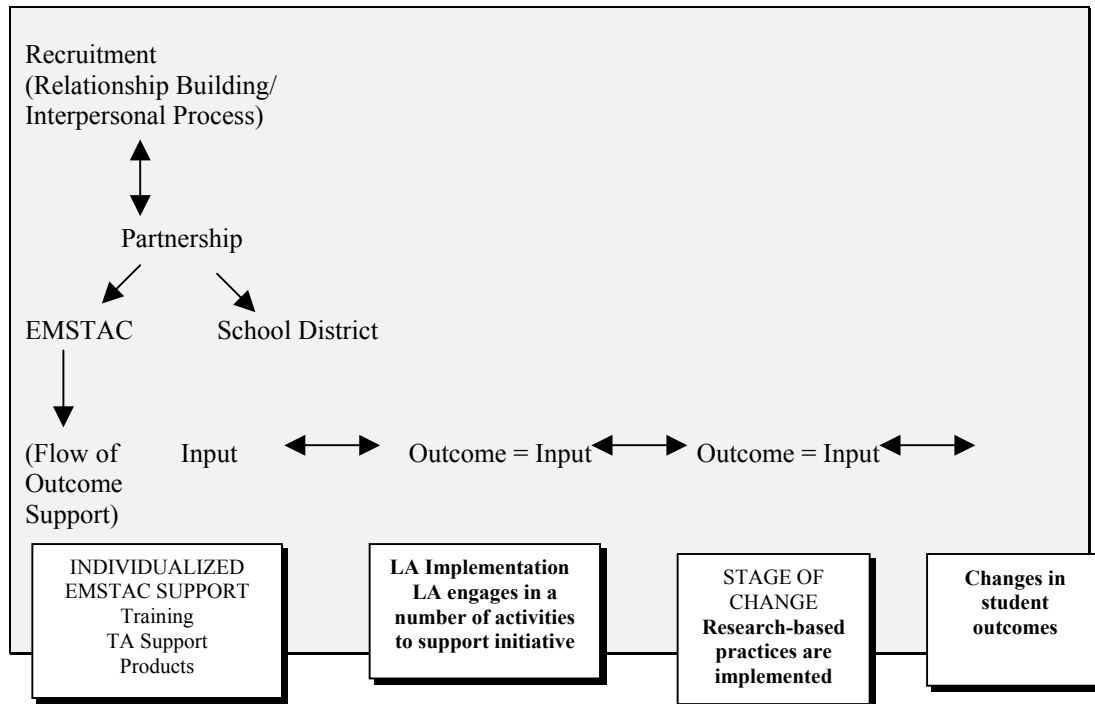 Recruitment
(Relationship Building/
Interpersonal Process)
Partnership
EMSTAC School District
(Flow of Input Outcome = Input Outcome = Input
Outcome
Support)
INDIVIDUALIZED
EMSTAC SUPPORT
Training
TA Support
Products
LA Implementation
LA engages in a
number of activities
to support initiative
STAGE OF
CHANGE
Research-based
practices are
implemented
Changes in
student
outcomes